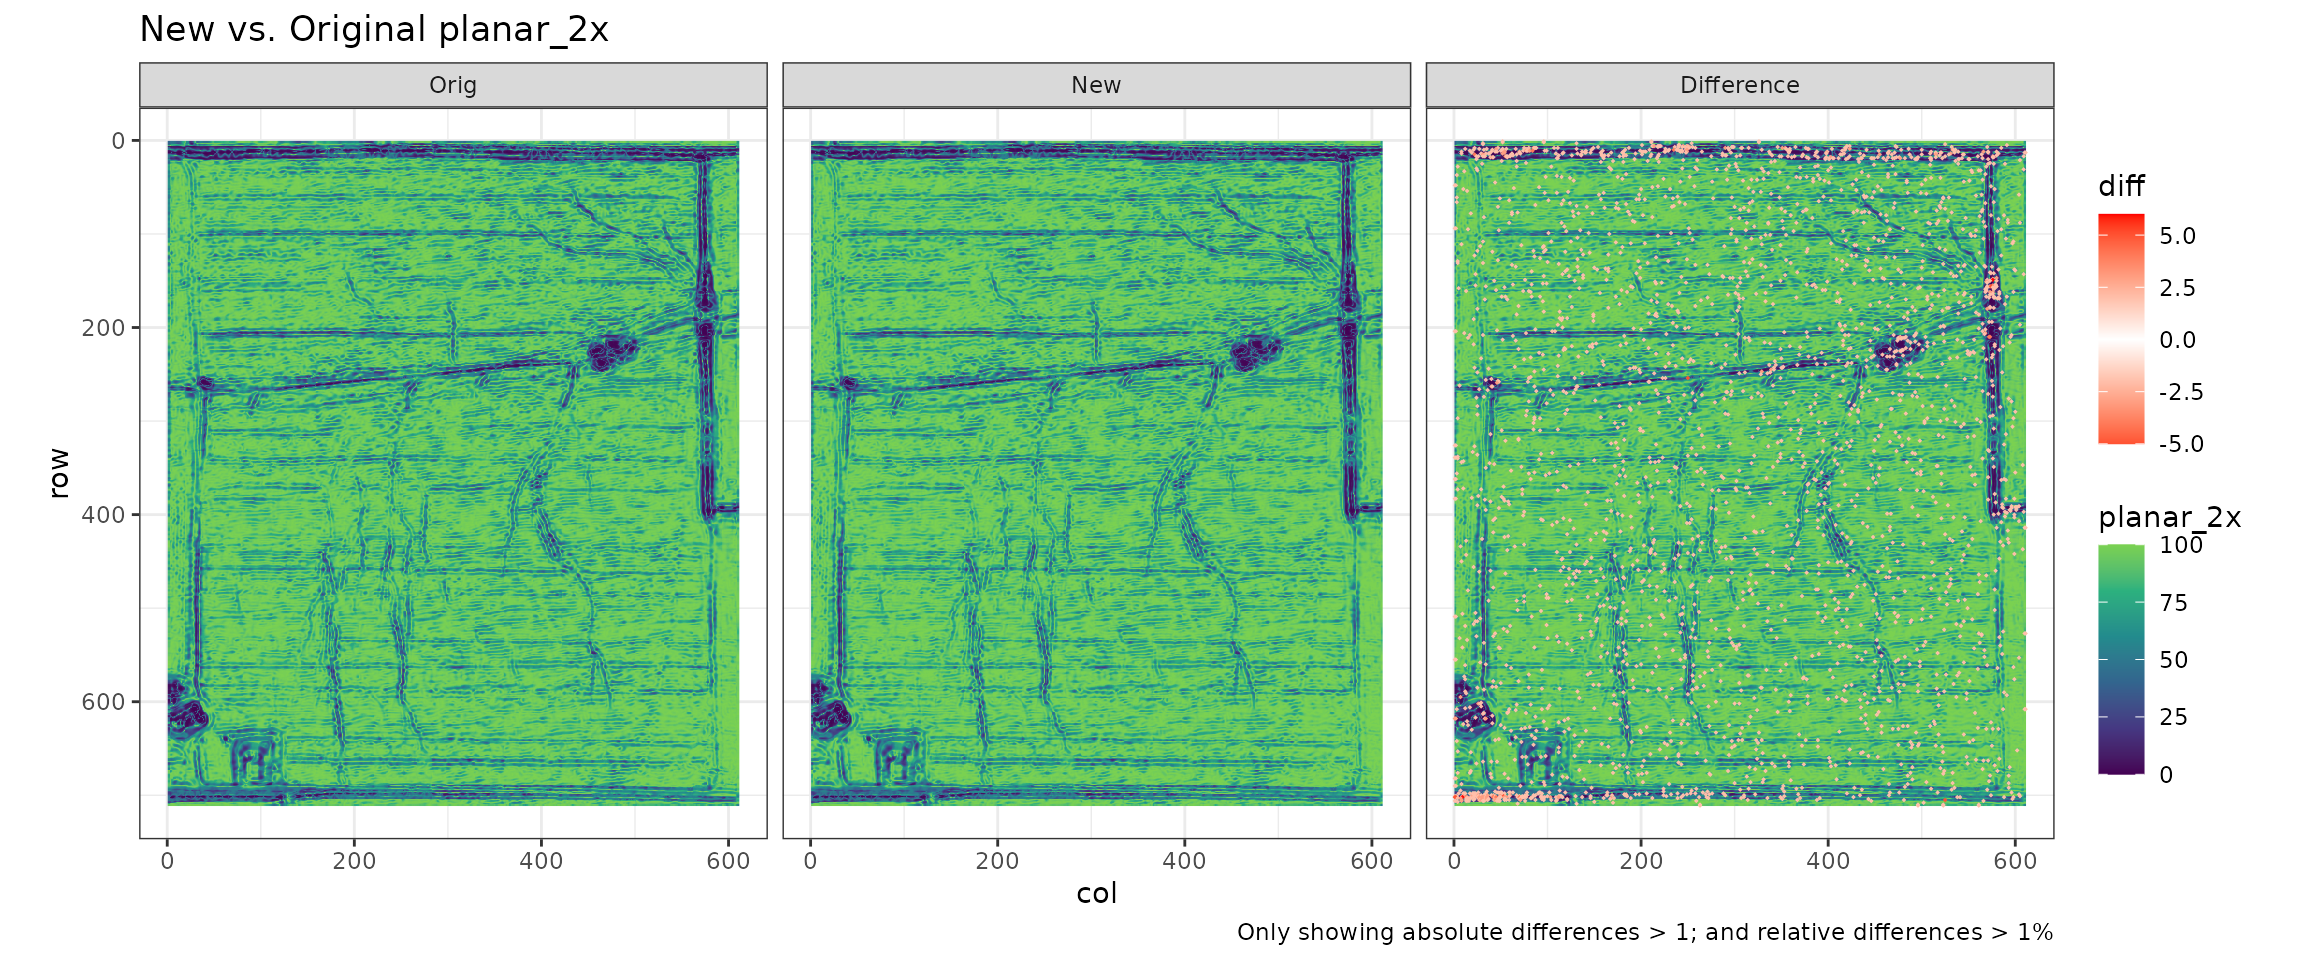 New vs. Original planar_2x
Orig
New
Difference
0
200
400
600
row
0
200
400
600
0
200
400
600
0
200
400
600
col
Only showing absolute differences > 1; and relative differences > 1%
diff
5.0
2.5
0.0
-2.5
-5.0
planar_2x
100
75
50
25
0